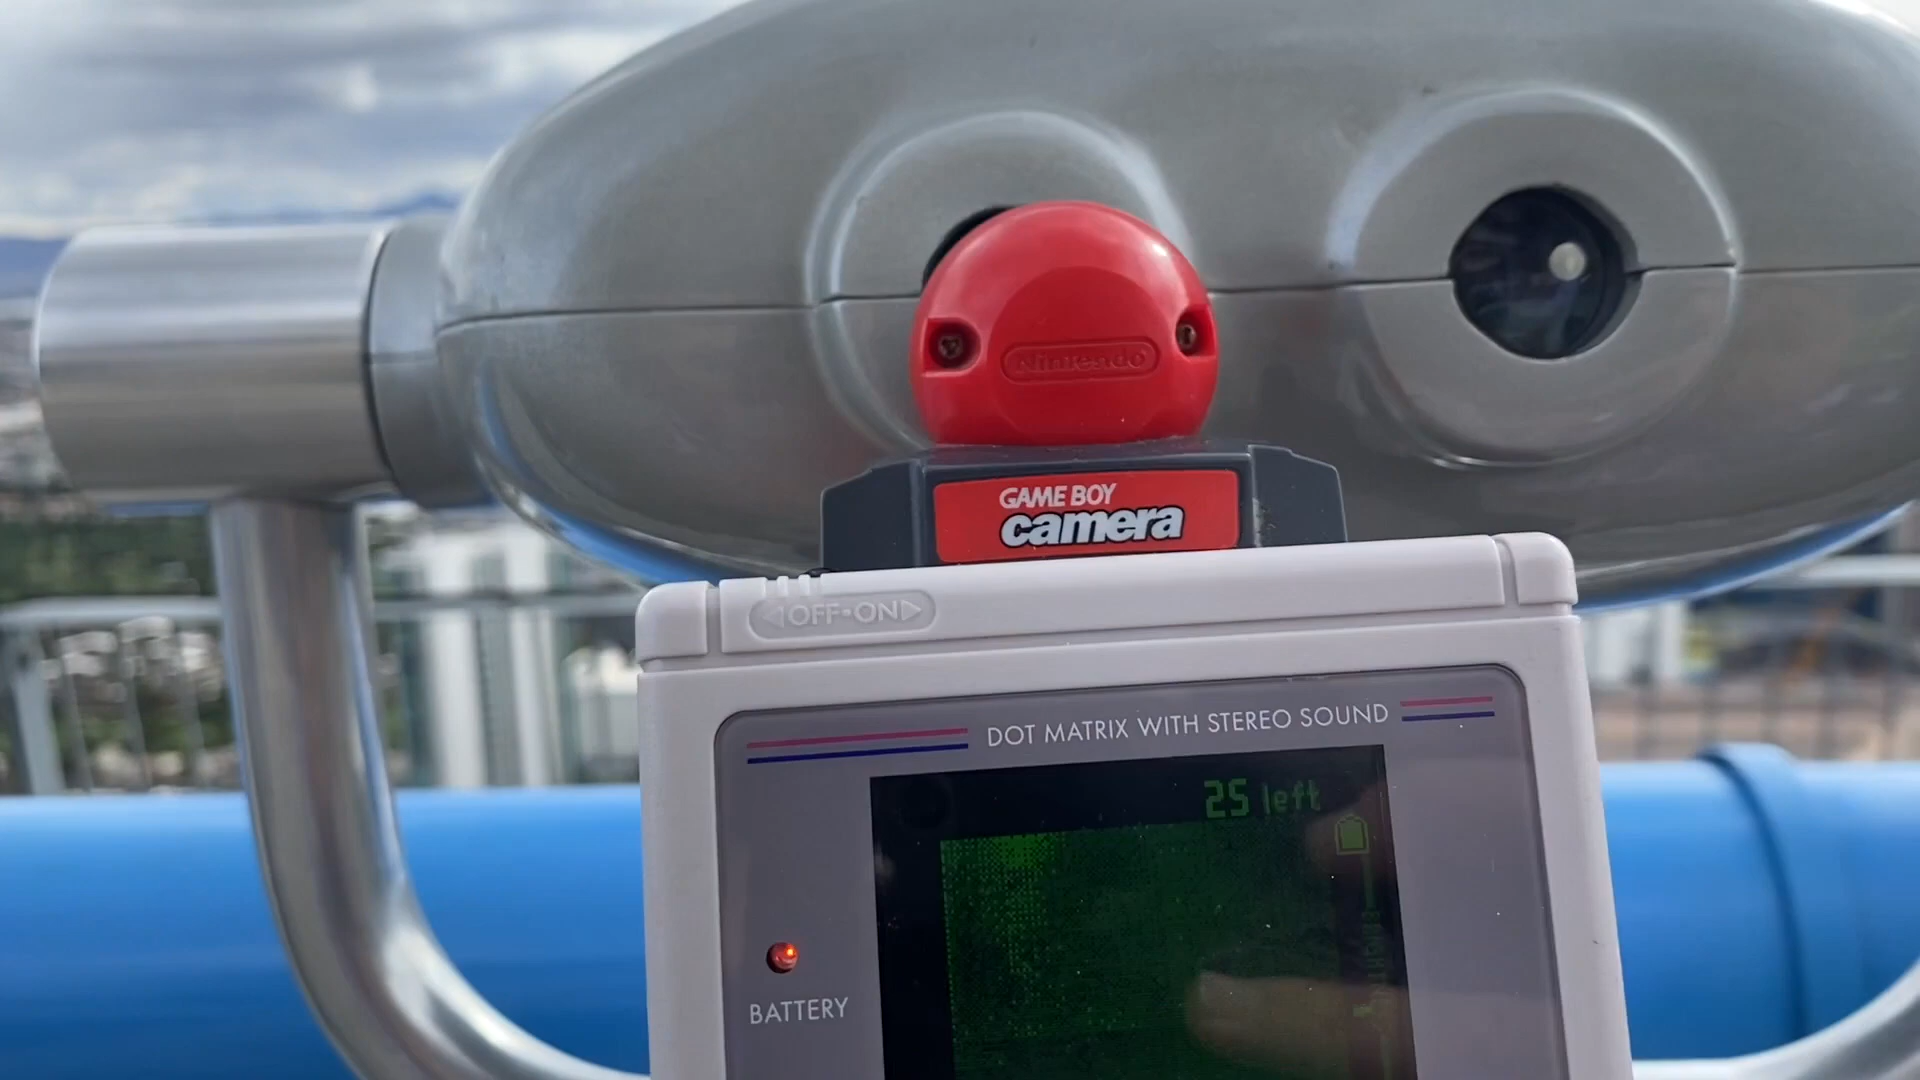 Nintendo
GAME BOY
camera
◁OFF•ON▷
DOT MATRIX WITH STEREO SOUND
25 left
BATTERY